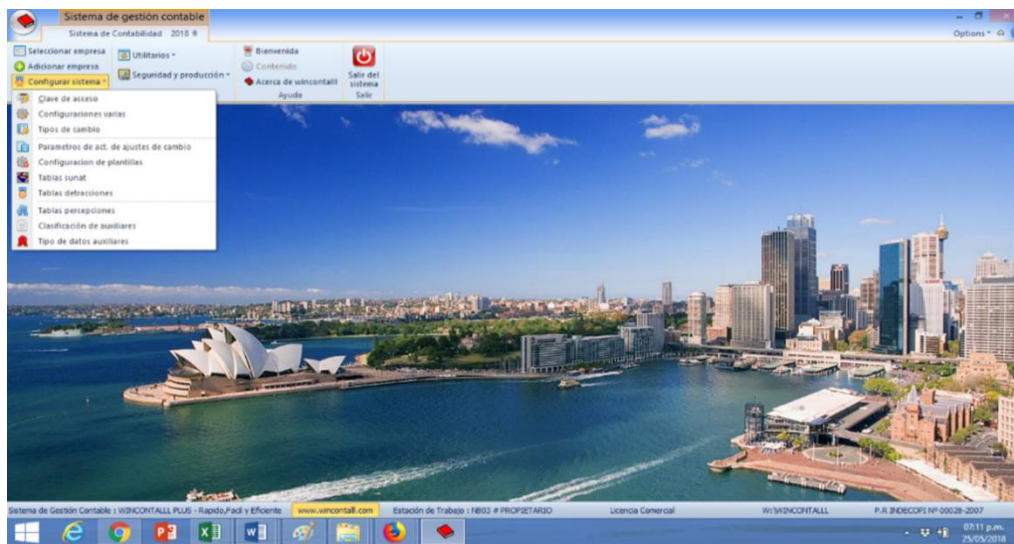 Sistema de gestión contable
Sistema de Contabilidad 2018 ®
Options
Seleccionar empresa
Adicionar empresa
Configurar sistema
Utilitarios
Seguridad y producción
Bienvenida
Contenido
Acerca de wincontalll
Ayuda
Salir del
sistema
Salir
Clave de acceso
Configuraciones varias
Tipos de cambio
Parametros de act. de ajustes de cambio
Configuracion de plantillas
Tablas sunat
Tablas detracciones
Tablas percepciones
Clasificación de auxiliares
Tipo de datos auxiliares
Sistema de Gestión Contable : WINCONTALLL PLUS - Rapido,Facil y Eficiente
www.wincontall.com
Estación de Trabajo : NB03 # PROPIETARIO
Licencia Comercial
W:\WINCONTALLL
P.R INDECOPI Nº 00028-2007
07:11 p.m.
25/05/2018